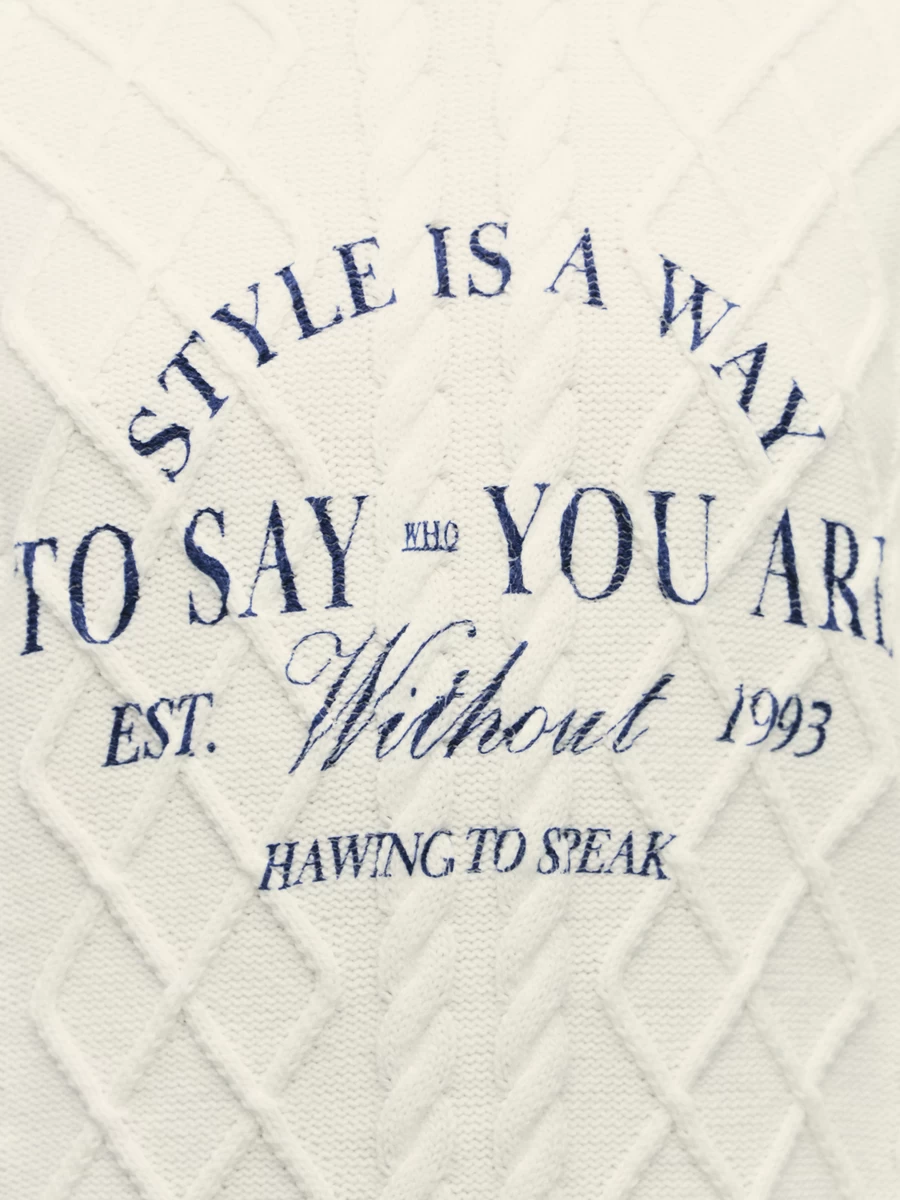 STYLE IS A WAY
TO SAY WHO YOU ARE
Without
EST. 1993
HAWING TO SPEAK